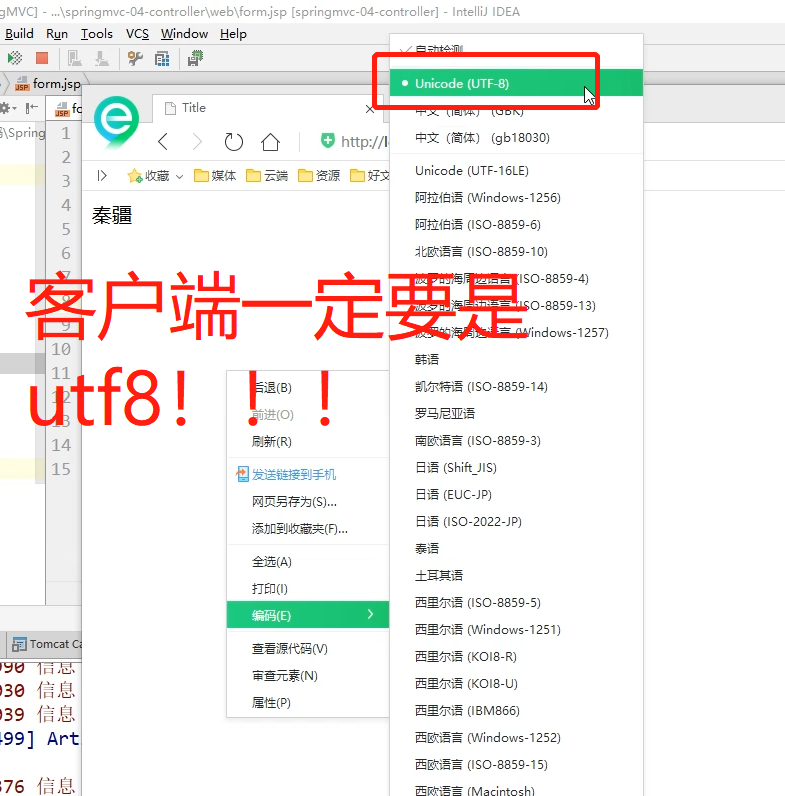 gMVC] - ...\springmvc-04-controller\web\form.jsp [springmvc-04-controller] - IntelliJ IDEA
Build Run Tools VCS Window Help
form.jsp
fo
Title
http://l
收藏 媒体 云端 资源 好文
\Spring
秦疆
客户端一定要是
utf8！！！
1
2
3
4
5
6
7
8
9
10
11
12
13
14
15
后退(B)
前进(O)
刷新(R)
发送链接到手机
网页另存为(S)...
添加到收藏夹(F)...
全选(A)
打印(I)
编码(E)
查看源代码(V)
审查元素(N)
属性(P)
自动检测
Unicode (UTF-8)
中文（简体） (GBK)
中文（简体） (gb18030)
Unicode (UTF-16LE)
阿拉伯语 (Windows-1256)
阿拉伯语 (ISO-8859-6)
北欧语言 (ISO-8859-10)
波罗的海周边语言 (ISO-8859-4)
波罗的海周边语言 (ISO-8859-13)
波罗的海周边语言 (Windows-1257)
韩语
凯尔特语 (ISO-8859-14)
罗马尼亚语
南欧语言 (ISO-8859-3)
日语 (Shift_JIS)
日语 (EUC-JP)
日语 (ISO-2022-JP)
泰语
土耳其语
西里尔语 (ISO-8859-5)
西里尔语 (Windows-1251)
西里尔语 (KOI8-R)
西里尔语 (KOI8-U)
西里尔语 (IBM866)
西欧语言 (Windows-1252)
西欧语言 (ISO-8859-15)
西欧语言 (Macintosh)
Tomcat Ca
990 信息
030 信息
039 信息
499] Art
376 信息